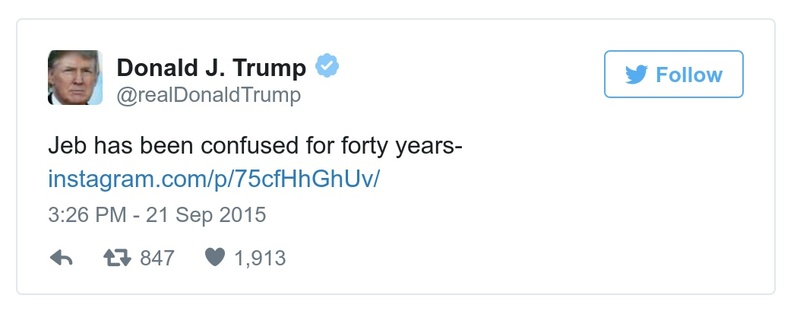 Donald J. Trump
@realDonaldTrump
Follow
Jeb has been confused for forty years-
instagram.com/p/75cfHhGhUv/
3:26 PM - 21 Sep 2015
847 1,913